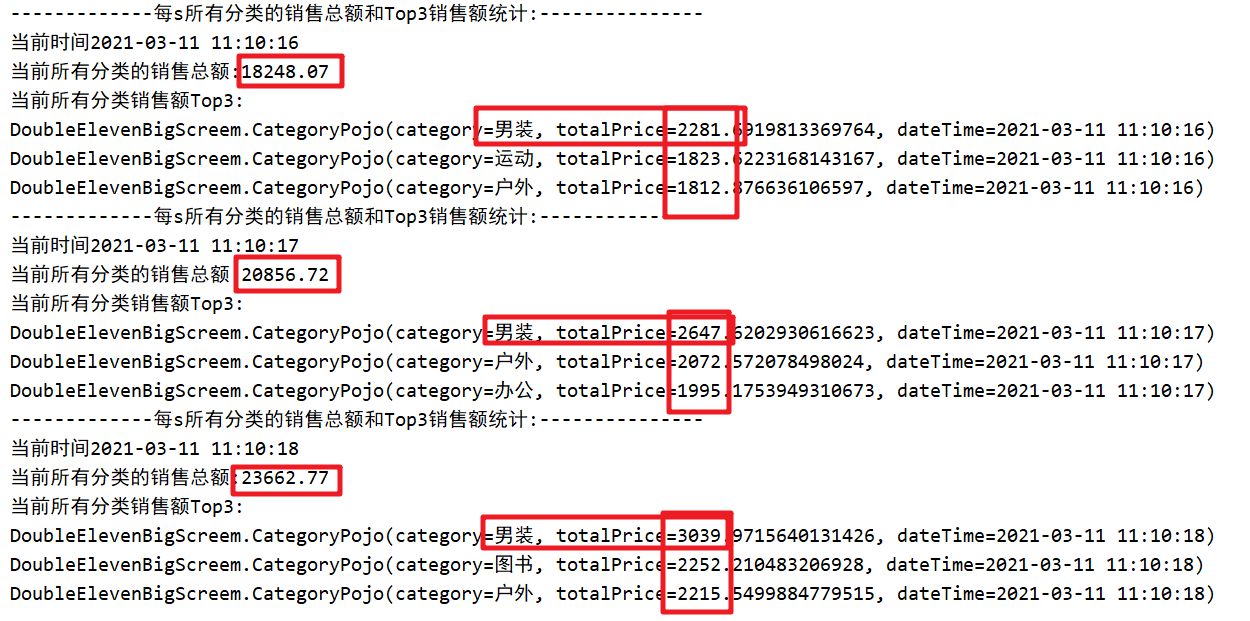 -------------每s所有分类的销售总额和Top3销售额统计:---------------
当前时间2021-03-11 11:10:16
当前所有分类的销售总额:18248.07
当前所有分类销售额Top3:
DoubleElevenBigScreem.CategoryPojo(category=男装, totalPrice=2281.6919813369764, dateTime=2021-03-11 11:10:16)
DoubleElevenBigScreem.CategoryPojo(category=运动, totalPrice=1823.6223168143167, dateTime=2021-03-11 11:10:16)
DoubleElevenBigScreem.CategoryPojo(category=户外, totalPrice=1812.876636106597, dateTime=2021-03-11 11:10:16)
-------------每s所有分类的销售总额和Top3销售额统计:-----------
当前时间2021-03-11 11:10:17
当前所有分类的销售总额 20856.72
当前所有分类销售额Top3:
DoubleElevenBigScreem.CategoryPojo(category=男装, totalPrice=2647.6202930616623, dateTime=2021-03-11 11:10:17)
DoubleElevenBigScreem.CategoryPojo(category=户外, totalPrice=2072.572078498024, dateTime=2021-03-11 11:10:17)
DoubleElevenBigScreem.CategoryPojo(category=办公, totalPrice=1995.1753949310673, dateTime=2021-03-11 11:10:17)
-------------每s所有分类的销售总额和Top3销售额统计:---------------
当前时间2021-03-11 11:10:18
当前所有分类的销售总额:23662.77
当前所有分类销售额Top3:
DoubleElevenBigScreem.CategoryPojo(category=男装, totalPrice=3039.9715640131426, dateTime=2021-03-11 11:10:18)
DoubleElevenBigScreem.CategoryPojo(category=图书, totalPrice=2252.210483206928, dateTime=2021-03-11 11:10:18)
DoubleElevenBigScreem.CategoryPojo(category=户外, totalPrice=2215.5499884779515, dateTime=2021-03-11 11:10:18)